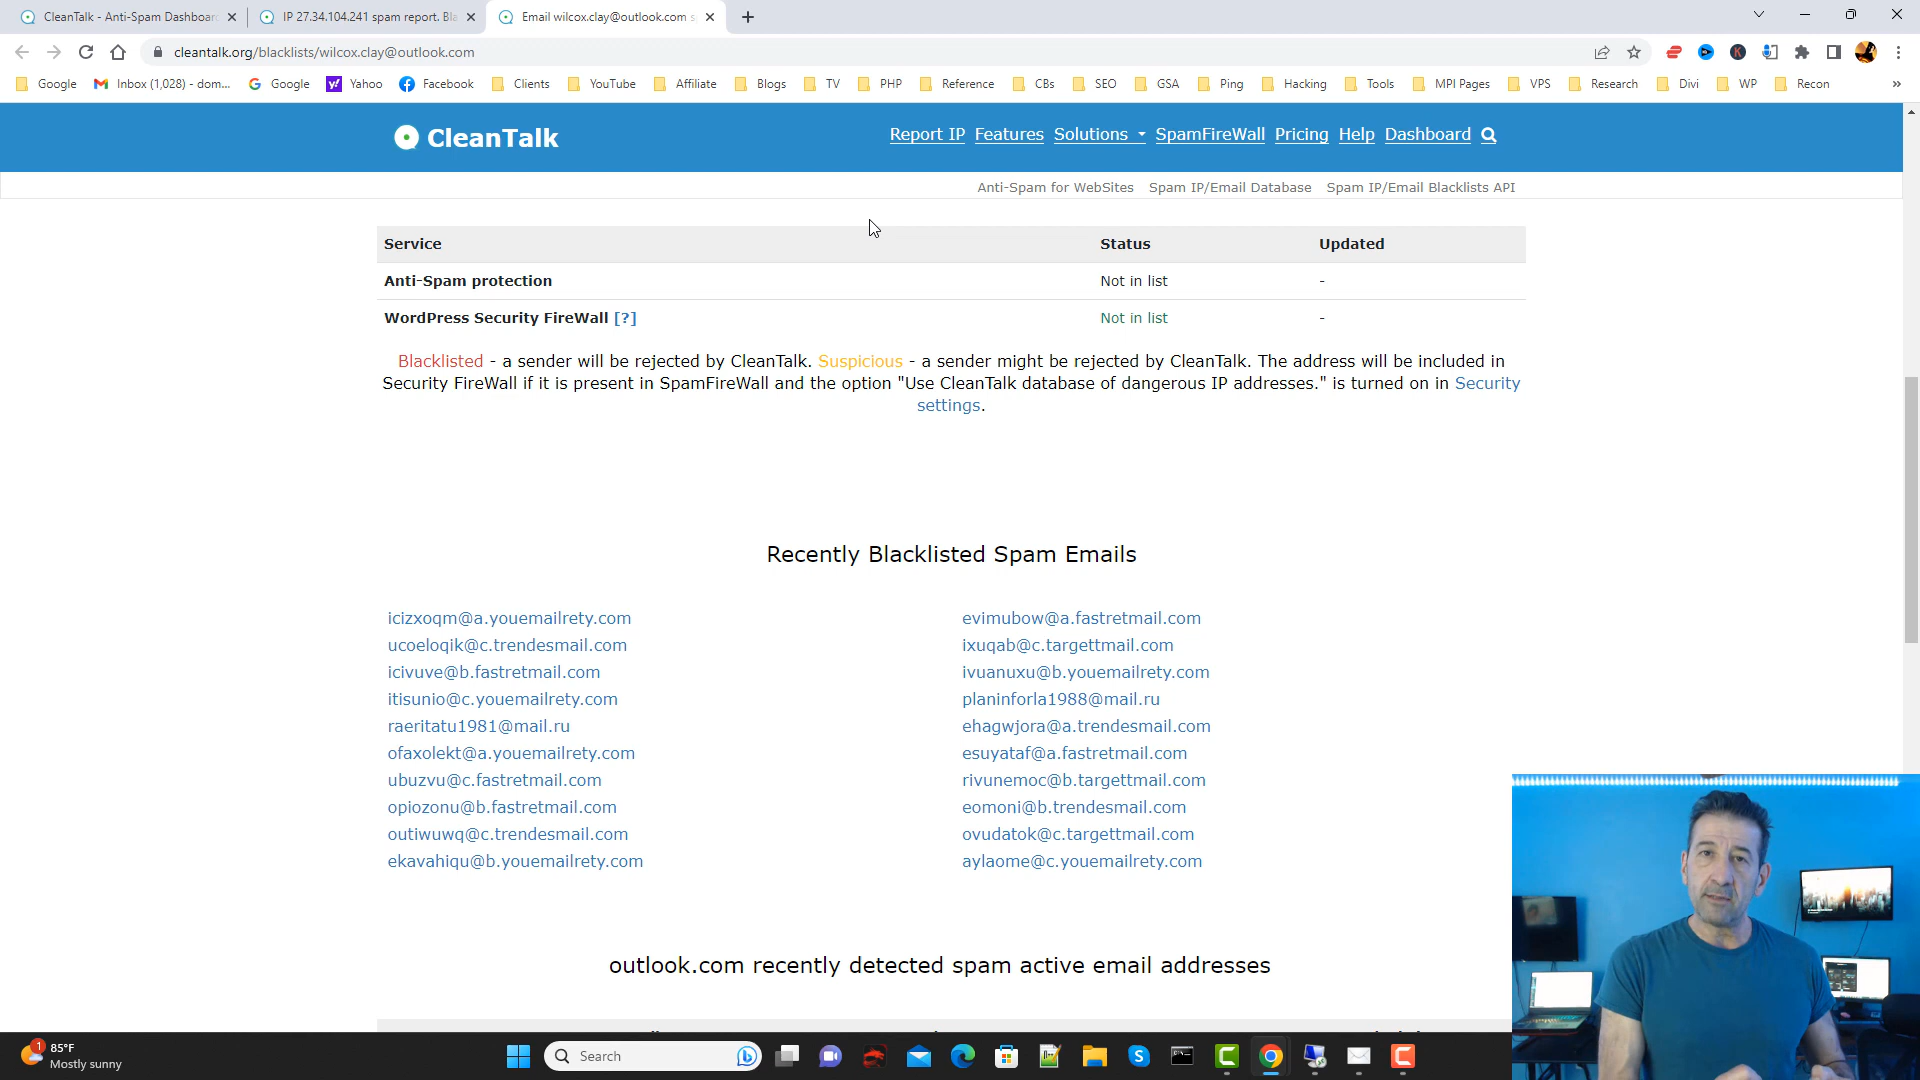 CleanTalk - Anti-Spam Dashboar
IP 27.34.104.241 spam report. Bla
Email wilcox.clay@outlook.com s
cleantalk.org/blacklists/wilcox.clay@outlook.com
Google Inbox (1,028) - dom... Google Yahoo Facebook Clients YouTube Affiliate Blogs TV PHP Reference CBs SEO GSA Ping Hacking Tools MPI Pages VPS Research Divi WP Recon »
CleanTalk
Report IP Features Solutions SpamFireWall Pricing Help Dashboard
Anti-Spam for WebSites Spam IP/Email Database Spam IP/Email Blacklists API
Service Status Updated
Anti-Spam protection Not in list -
WordPress Security FireWall [?] Not in list -
Blacklisted - a sender will be rejected by CleanTalk. Suspicious - a sender might be rejected by CleanTalk. The address will be included in
Security FireWall if it is present in SpamFireWall and the option "Use CleanTalk database of dangerous IP addresses." is turned on in Security
settings.
Recently Blacklisted Spam Emails
icizxoqm@a.youemailrety.com evimubow@a.fastretmail.com
ucoeloqik@c.trendesmail.com ixuqab@c.targettmail.com
icivuve@b.fastretmail.com ivuanuxu@b.youemailrety.com
itisunio@c.youemailrety.com planinforla1988@mail.ru
raeritatu1981@mail.ru ehagwjora@a.trendesmail.com
ofaxolekt@a.youemailrety.com esuyataf@a.fastretmail.com
ubuzvu@c.fastretmail.com rivunemoc@b.targettmail.com
opiozonu@b.fastretmail.com eomoni@b.trendesmail.com
outiwuwq@c.trendesmail.com ovudatok@c.targettmail.com
ekavahiqu@b.youemailrety.com aylaome@c.youemailrety.com
outlook.com recently detected spam active email addresses
1
85°F
Mostly sunny
Search